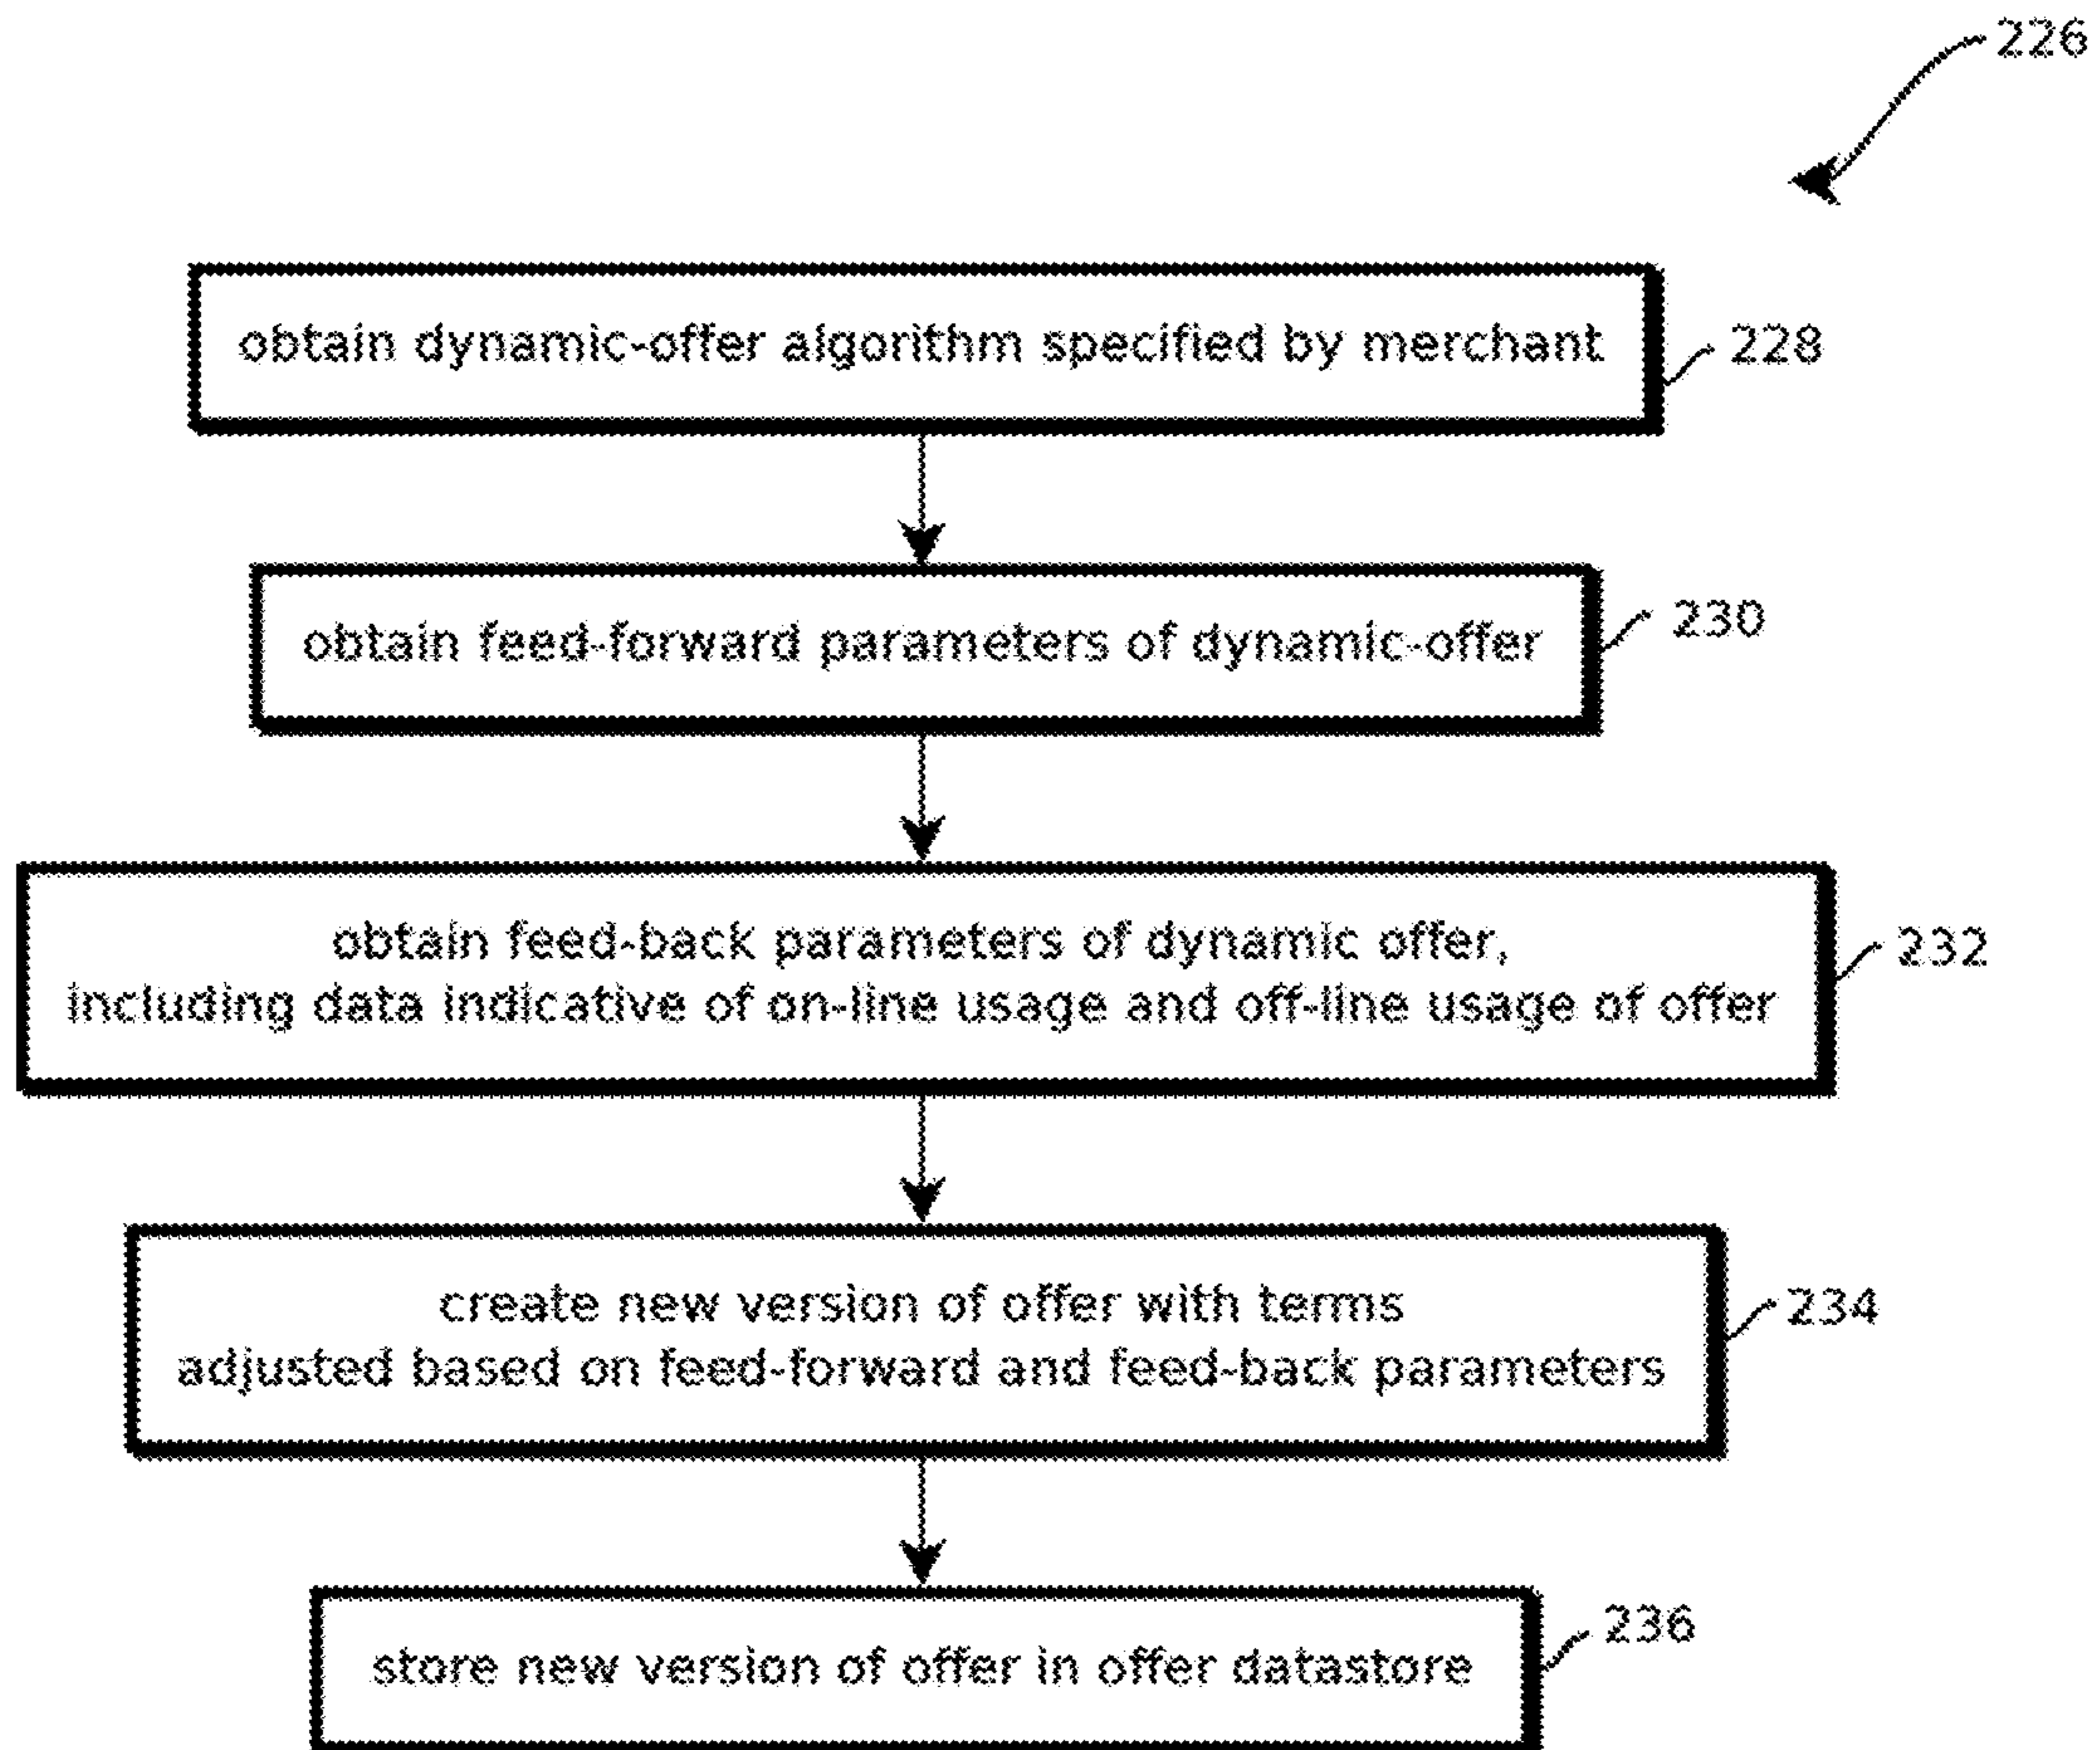 226
obtain dynamic-offer algorithm specified by merchant
228
obtain feed-forward parameters of dynamic-offer
230
obtain feed-back parameters of dynamic offer,
including data indicative of on-line usage and off-line usage of offer
232
create new version of offer with terms
adjusted based on feed-forward and feed-back parameters
234
store new version of offer in offer datastore
236